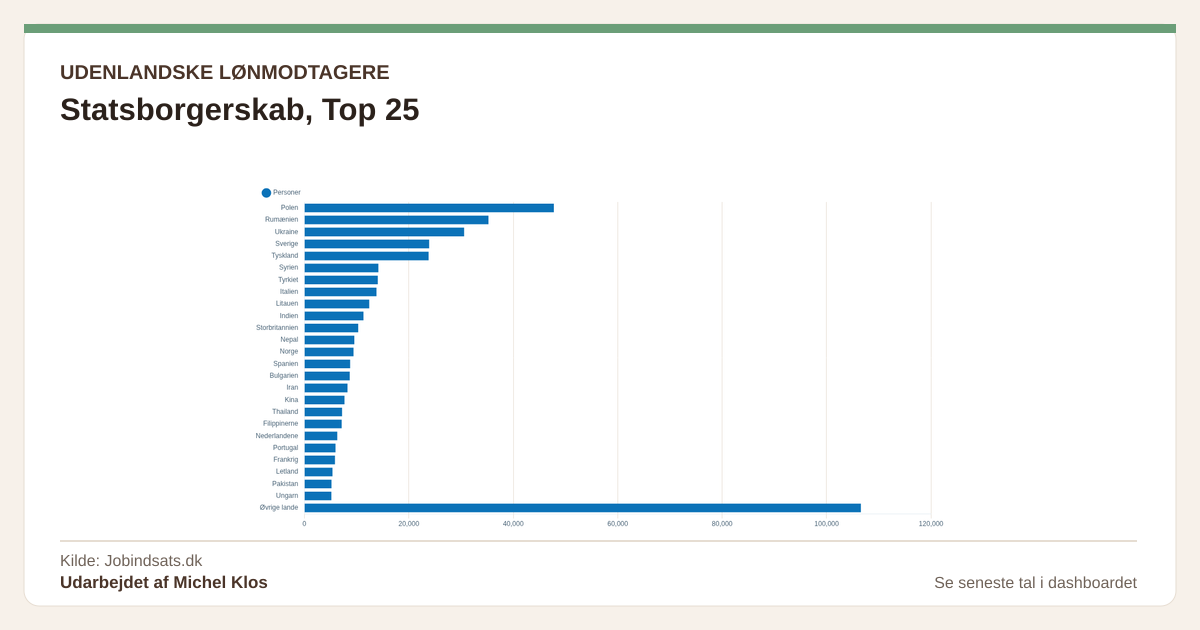 UDENLANDSKE LØNMODTAGERE
Statsborgerskab, Top 25
Personer
Polen
Rumænien
Ukraine
Sverige
Tyskland
Syrien
Tyrkiet
Italien
Litauen
Indien
Storbritannien
Nepal
Norge
Spanien
Bulgarien
Iran
Kina
Thailand
Filippinerne
Nederlandene
Portugal
Frankrig
Letland
Pakistan
Ungarn
Øvrige lande
0 20,000 40,000 60,000 80,000 100,000 120,000
Kilde: Jobindsats.dk
Udarbejdet af Michel Klos
Se seneste tal i dashboardet